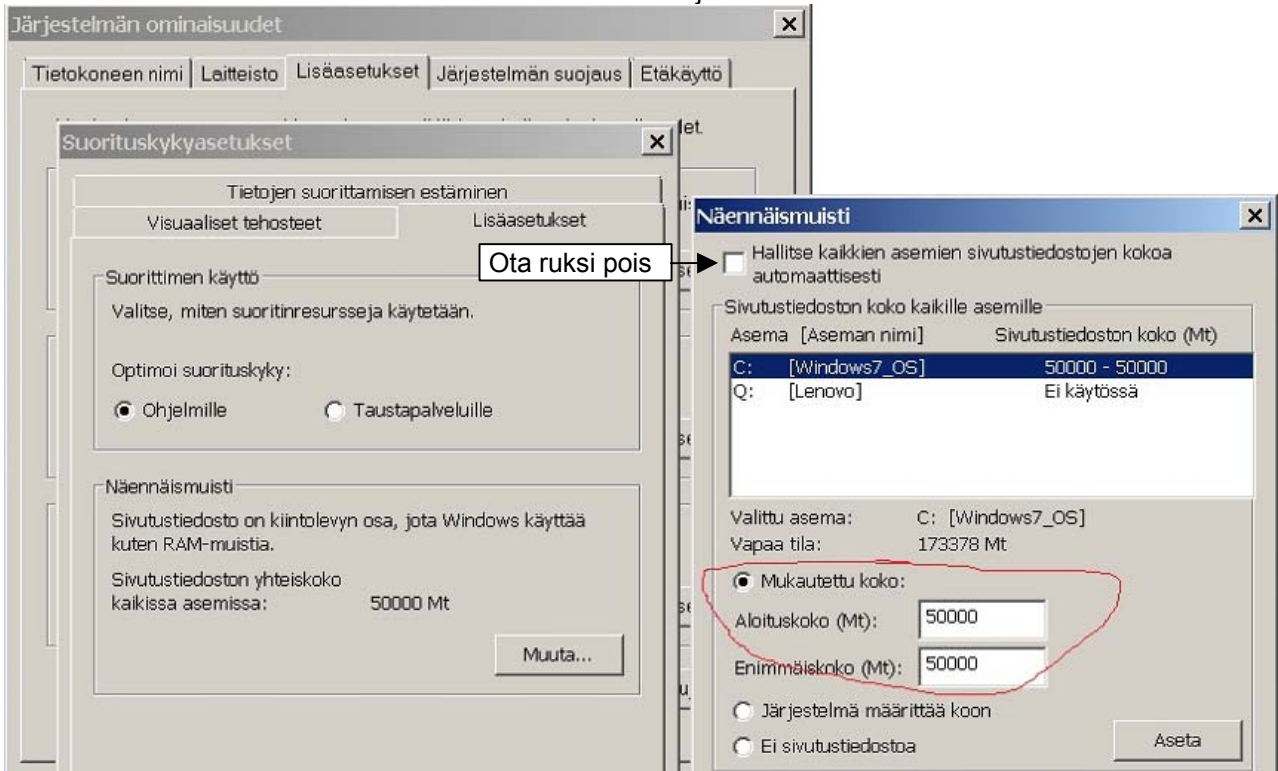 Järjestelmän ominaisuudet
Tietokoneen nimi
Laitteisto
Lisäasetukset
Järjestelmän suojaus
Etäkäyttö
Suorituskykyasetukset
Tietojen suorittamisen estäminen
Visuaaliset tehosteet
Lisäasetukset
Suorittimen käyttö
Valitse, miten suoritinresursseja käytetään.
Optimoi suorituskyky:
Ohjelmille
Taustapalveluille
Näennäismuisti
Sivutustiedosto on kiintolevyn osa, jota Windows käyttää
kuten RAM-muistia.
Sivutustiedoston yhteiskoko
kaikissa asemissa: 50000 Mt
Muuta...
Ota ruksi pois
Näennäismuisti
Hallitse kaikkien asemien sivutustiedostojen kokoa
automaattisesti
Sivutustiedoston koko kaikille asemille
Asema [Aseman nimi] Sivutustiedoston koko (Mt)
C: [Windows7_OS] 50000 - 50000
Q: [Lenovo] Ei käytössä
Valittu asema: C: [Windows7_OS]
Vapaa tila: 173378 Mt
Mukautettu koko:
Aloituskoko (Mt): 50000
Enimmäiskoko (Mt): 50000
Järjestelmä määrittää koon
Ei sivutustiedostoa
Aseta